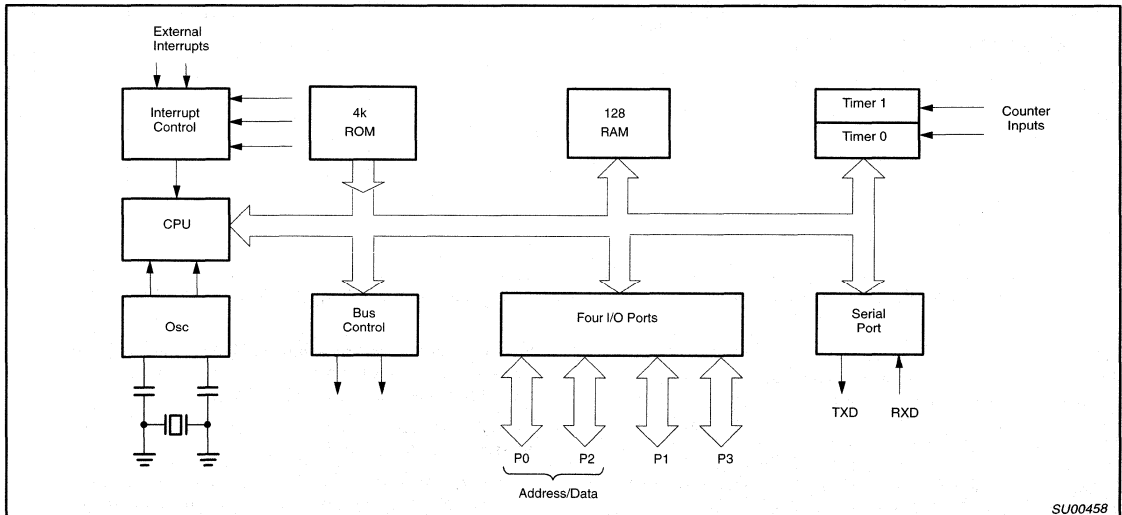 External
Interrupts
Interrupt
Control
4k
ROM
128
RAM
Timer 1
Timer 0
Counter
Inputs
CPU
Osc
Bus
Control
Four I/O Ports
Serial
Port
TXD
RXD
P0
P2
P1
P3
Address/Data
SU00458